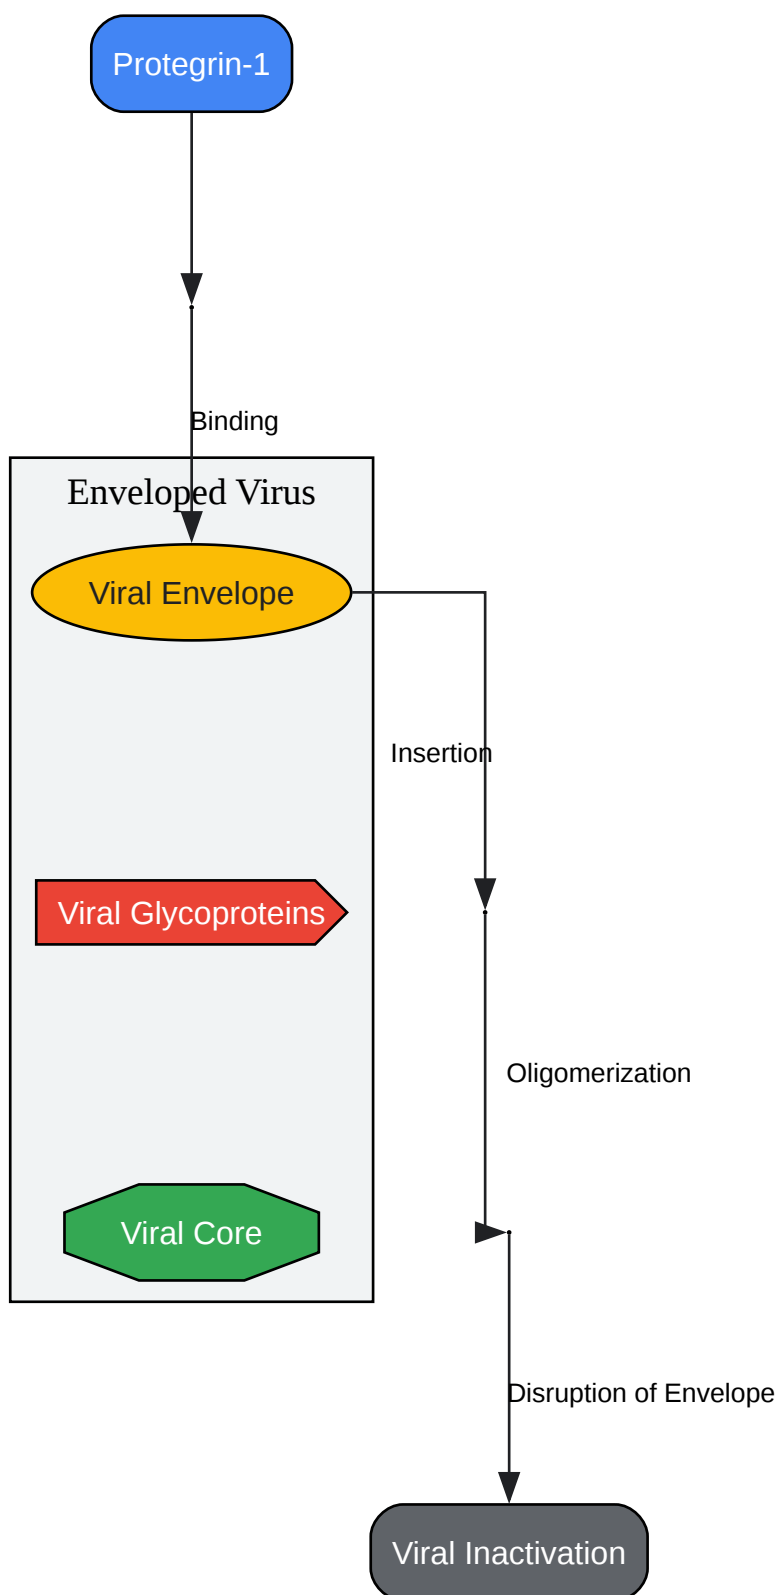 Protegrin-1
Binding
Enveloped Virus
Viral Envelope
Insertion
Viral Glycoproteins
Oligomerization
Viral Core
Disruption of Envelope
Viral Inactivation